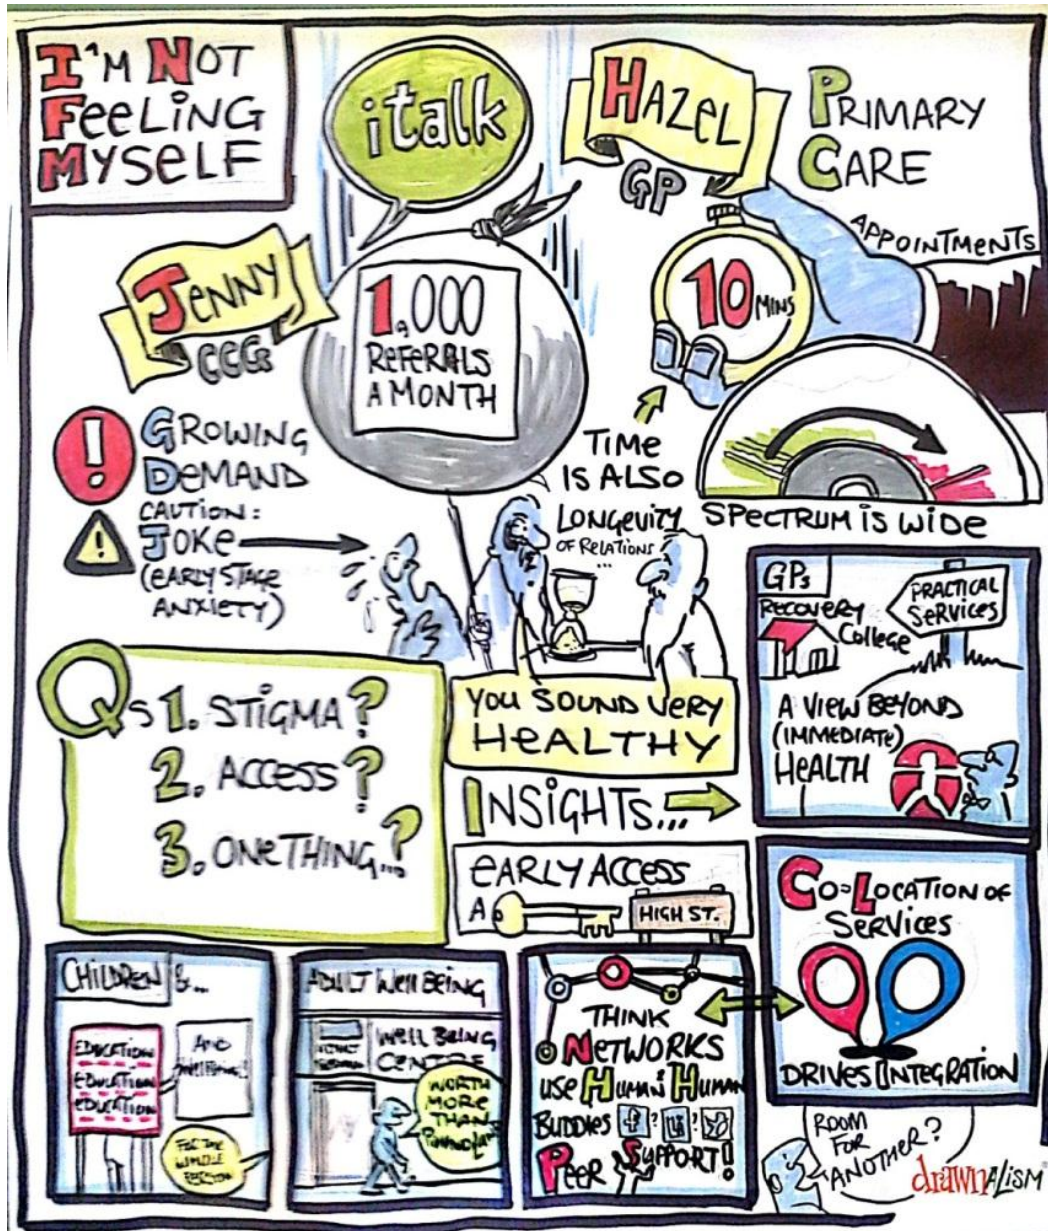 I'M NOT
FEELING
MYSELF
italk
HAZEL
GP
PRIMARY
CARE
APPOINTMENTS
10 MINS
JENNY
CCGs
1,000
REFERRALS
A MONTH
GROWING
DEMAND
CAUTION:
JOKE
(EARLY STAGE
ANXIETY)
TIME
IS ALSO
LONGEVITY
OF RELATIONS
...
SPECTRUM IS WIDE
YOU SOUND VERY
HEALTHY
Qs 1. STIGMA?
2. ACCESS?
3. ONE THING..?
INSIGHTS...
GPs
RECOVERY
COLLEGE
PRACTICAL
SERVICES
A VIEW BEYOND
(IMMEDIATE)
HEALTH
EARLY ACCESS
A
HIGH ST.
CO-LOCATION OF
SERVICES
DRIVES INTEGRATION
CHILDREN &...
EDUCATION
EDUCATION
EDUCATION
AND
FOR THE
WHOLE
ADULT WELL BEING
WELL BEING
CENTRE
WORTH
MORE
THAN
THINK
NETWORKS
USE HUMAN & HUMAN
BUDDIES f ? ?
PEER SUPPORT!
ROOM
FOR
ANOTHER?
drawnalism